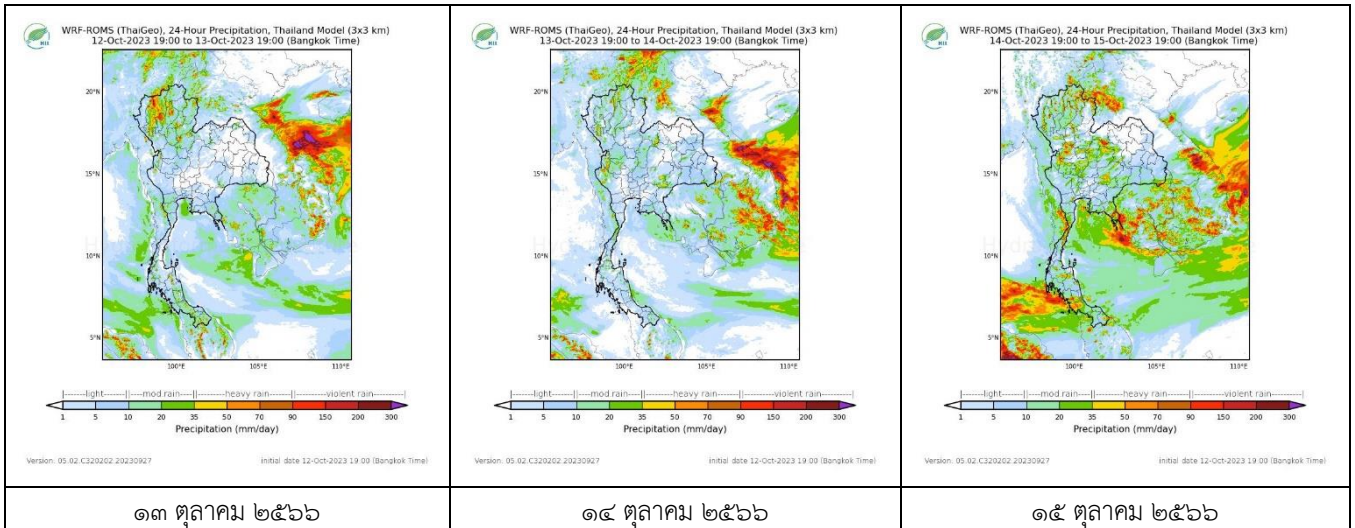 WRF-ROMS (ThaiGeo), 24-Hour Precipitation, Thailand Model (3x3 km)
12-Oct-2023 19:00 to 13-Oct-2023 19:00 (Bangkok Time)
HII
20°N
15°N
10°N
5°N
100°E 105°E 110°E
|------light------||---mod rain---||------heavy rain------||------violent rain------|
1 5 10 20 35 50 70 90 150 200 300
Precipitation (mm/day)
Version: 05.02.C320202.20230927 initial date 12-Oct-2023 19:00 (Bangkok Time)
๑๓ ตุลาคม ๒๕๖๖
WRF-ROMS (ThaiGeo), 24-Hour Precipitation, Thailand Model (3x3 km)
13-Oct-2023 19:00 to 14-Oct-2023 19:00 (Bangkok Time)
HII
20°N
15°N
10°N
5°N
100°E 105°E 110°E
|------light------||---mod rain---||------heavy rain------||------violent rain------|
1 5 10 20 35 50 70 90 150 200 300
Precipitation (mm/day)
Version: 05.02.C320202.20230927 initial date 12-Oct-2023 19:00 (Bangkok Time)
๑๔ ตุลาคม ๒๕๖๖
WRF-ROMS (ThaiGeo), 24-Hour Precipitation, Thailand Model (3x3 km)
14-Oct-2023 19:00 to 15-Oct-2023 19:00 (Bangkok Time)
HII
20°N
15°N
10°N
5°N
100°E 105°E 110°E
|------light------||---mod rain---||------heavy rain------||------violent rain------|
1 5 10 20 35 50 70 90 150 200 300
Precipitation (mm/day)
Version: 05.02.C320202.20230927 initial date 12-Oct-2023 19:00 (Bangkok Time)
๑๕ ตุลาคม ๒๕๖๖